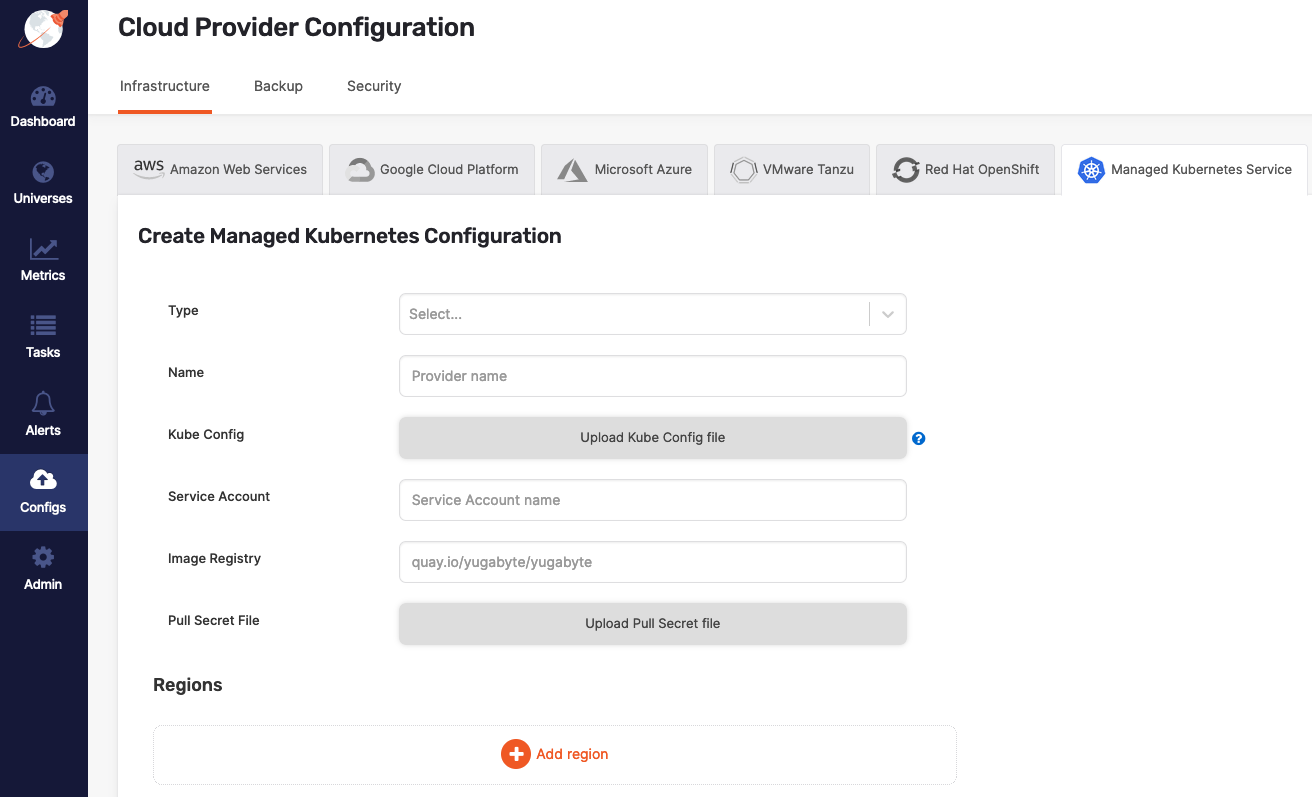 Cloud Provider Configuration
Infrastructure
Backup
Security
Dashboard
Universes
Metrics
Tasks
Alerts
Configs
Admin
aws Amazon Web Services
Google Cloud Platform
Microsoft Azure
VMware Tanzu
Red Hat OpenShift
Managed Kubernetes Service
Create Managed Kubernetes Configuration
Type
Select...
Name
Provider name
Kube Config
Upload Kube Config file
?
Service Account
Service Account name
Image Registry
quay.io/yugabyte/yugabyte
Pull Secret File
Upload Pull Secret file
Regions
Add region